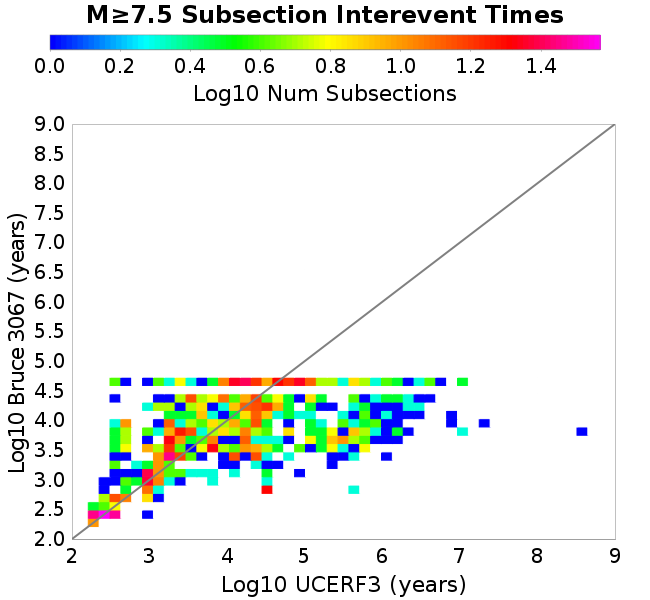 M≥7.5 Subsection Interevent Times
0.0 0.2 0.4 0.6 0.8 1.0 1.2 1.4
Log10 Num Subsections
Log10 Bruce 3067 (years)
9.0
8.5
8.0
7.5
7.0
6.5
6.0
5.5
5.0
4.5
4.0
3.5
3.0
2.5
2.0
2 3 4 5 6 7 8 9
Log10 UCERF3 (years)